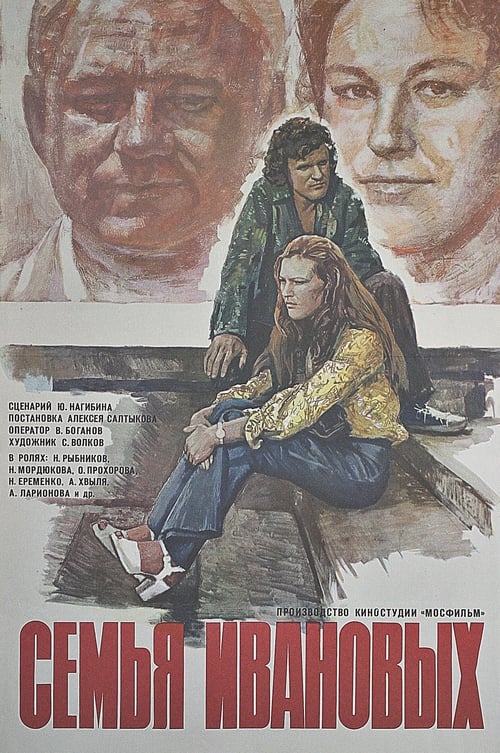 СЦЕНАРИЙ Ю. НАГИБИНА
ПОСТАНОВКА АЛЕКСЕЯ САЛТЫКОВА
ОПЕРАТОР В. БОГАНОВ
ХУДОЖНИК С. ВОЛКОВ
В РОЛЯХ: Н. РЫБНИКОВ,
Н. МОРДЮКОВА, О. ПРОХОРОВА,
Н. ЕРЕМЕНКО, А. ХВЫЛЯ,
А. ЛАРИОНОВА и др.
ПРОИЗВОДСТВО КИНОСТУДИИ «МОСФИЛЬМ»
СЕМЬЯ ИВАНОВЫХ